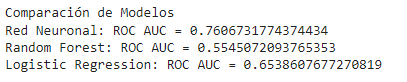 Comparación de Modelos
Red Neuronal: ROC AUC = 0.7606731774374434
Random Forest: ROC AUC = 0.5545072093765353
Logistic Regression: ROC AUC = 0.6538607677270819